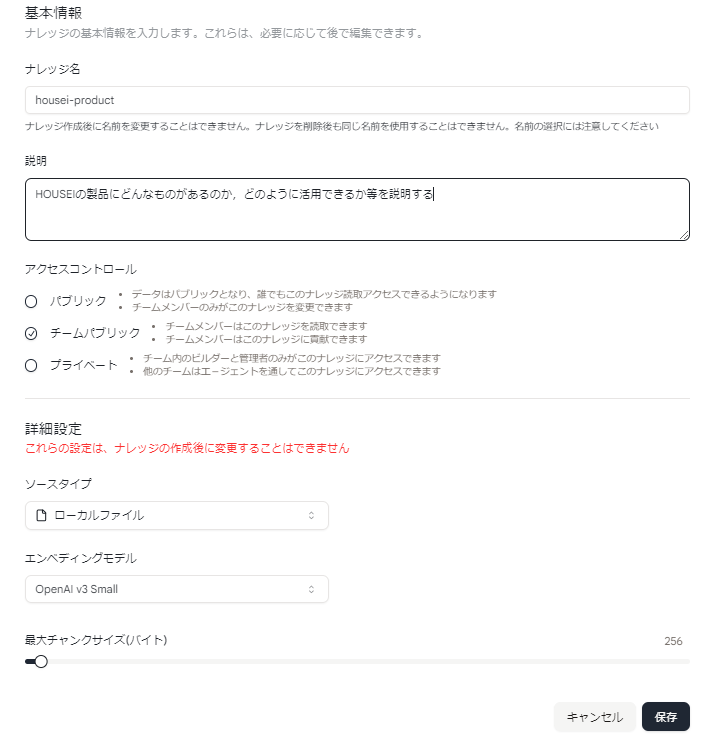 基本情報
ナレッジの基本情報を入力します。これらは、必要に応じて後で編集できます。
ナレッジ名
housei-product
ナレッジ作成後に名前を変更することはできません。ナレッジを削除後も同じ名前を使用することはできません。名前の選択には注意してください
説明
HOUSEIの製品にどんなものがあるのか，どのように活用できるか等を説明する
アクセスコントロール
パブリック
• データはパブリックとなり、誰でもこのナレッジ読取アクセスできるようになります
• チームメンバーのみがこのナレッジを変更できます
チームパブリック
• チームメンバーはこのナレッジを読取できます
• チームメンバーはこのナレッジに貢献できます
プライベート
• チーム内のビルダーと管理者のみがこのナレッジにアクセスできます
• 他のチームはエージェントを通してこのナレッジにアクセスできます
詳細設定
これらの設定は、ナレッジの作成後に変更することはできません
ソースタイプ
ローカルファイル
エンベディングモデル
OpenAI v3 Small
最大チャンクサイズ(バイト) 256
キャンセル 保存